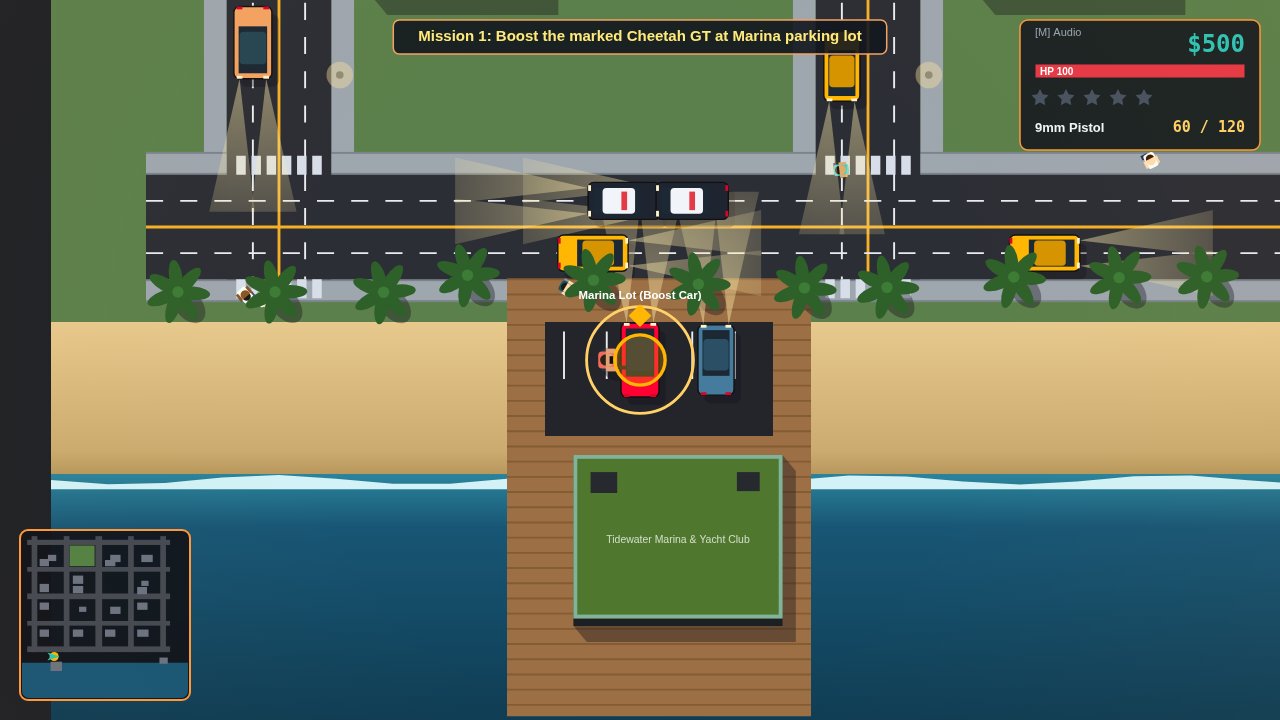 Mission 1: Boost the marked Cheetah GT at Marina parking lot
[M] Audio
$500
HP 100
9mm Pistol 60 / 120
Marina Lot (Boost Car)
Tidewater Marina & Yacht Club